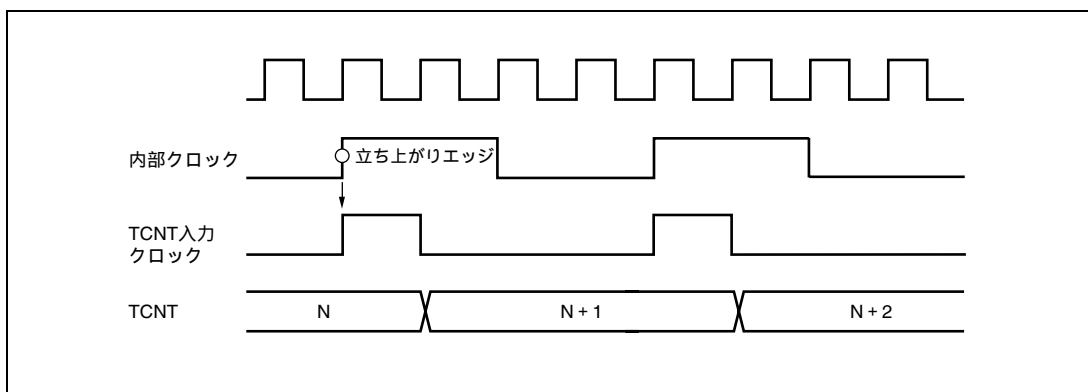 内部クロック
立ち上がりエッジ
TCNT入力
クロック
TCNT
N
N + 1
N + 2